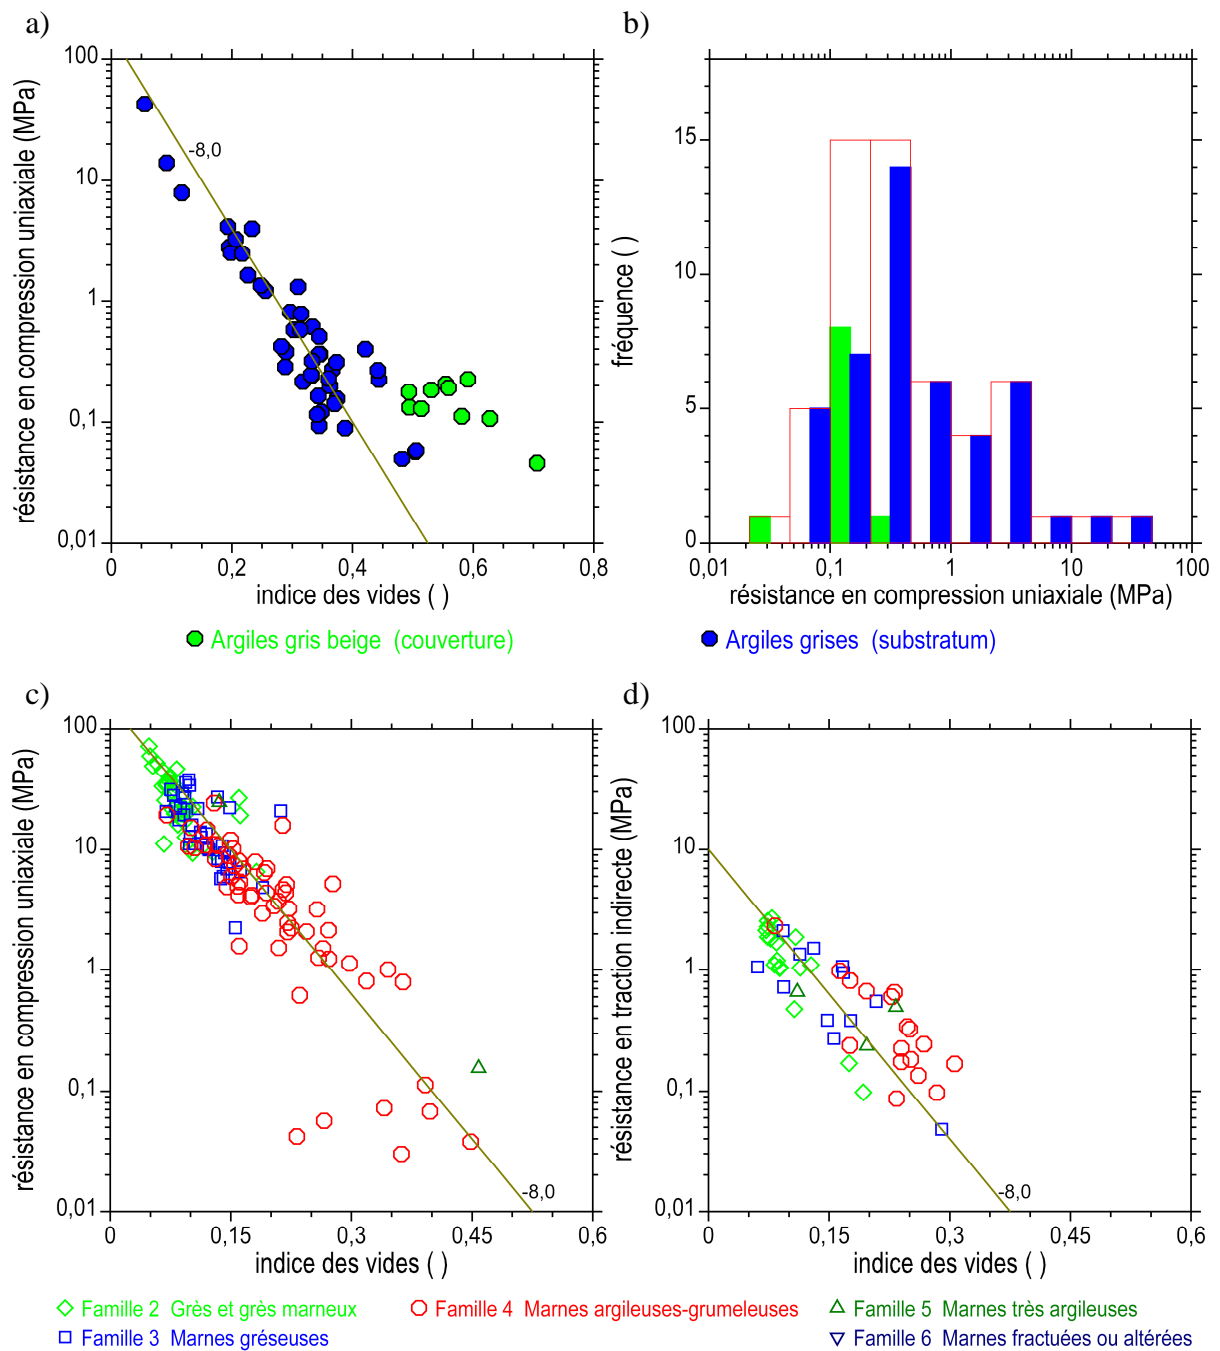 a)
résistance en compression uniaxiale (MPa)
100
10
1
0,1
0,01
-8,0
0
0,2
0,4
0,6
0,8
indice des vides ( )
b)
fréquence ( )
15
10
5
0
0,01
0,1
1
10
100
résistance en compression uniaxiale (MPa)
Argiles gris beige (couverture)
Argiles grises (substratum)
c)
résistance en compression uniaxiale (MPa)
100
10
1
0,1
0,01
-8,0
0
0,15
0,3
0,45
0,6
indice des vides ( )
d)
résistance en traction indirecte (MPa)
100
10
1
0,1
0,01
-8,0
0
0,15
0,3
0,45
0,6
indice des vides ( )
Famille 2 Grès et grès marneux
Famille 4 Marnes argileuses-grumeleuses
Famille 5 Marnes très argileuses
Famille 3 Marnes gréseuses
Famille 6 Marnes fractuées ou altérées